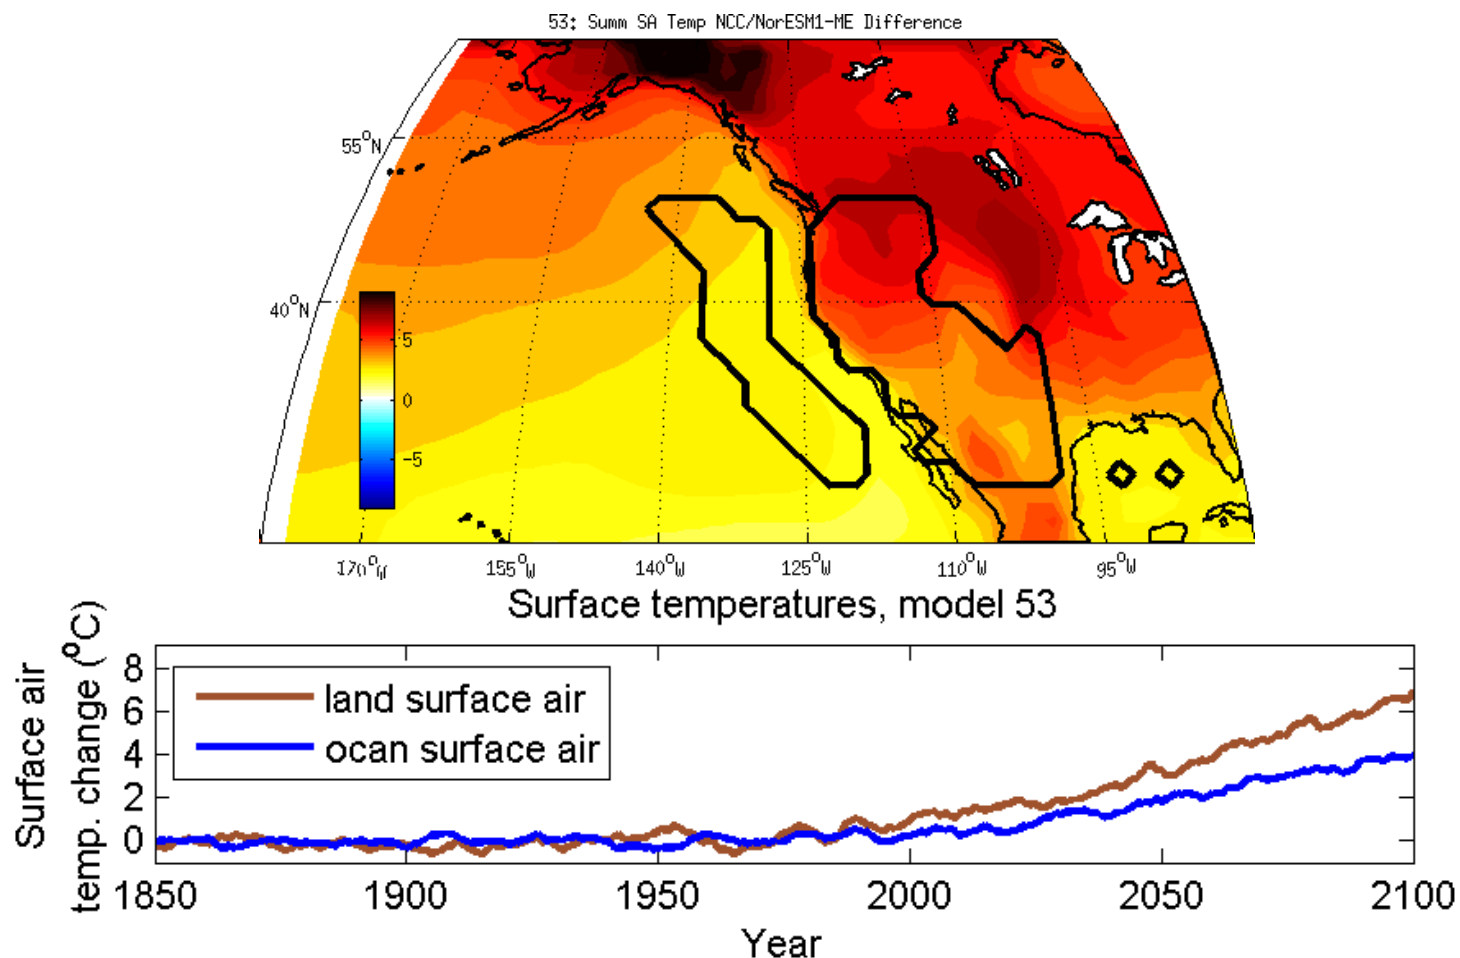 53: Summ SA Temp NCC/NorESM1-ME Difference
55°N
40°N
5
0
-5
170°W 155°W 140°W 125°W 110°W 95°W
Surface temperatures, model 53
Surface air
temp. change (°C)
8
6
4
2
0
land surface air
ocan surface air
1850 1900 1950 2000 2050 2100
Year